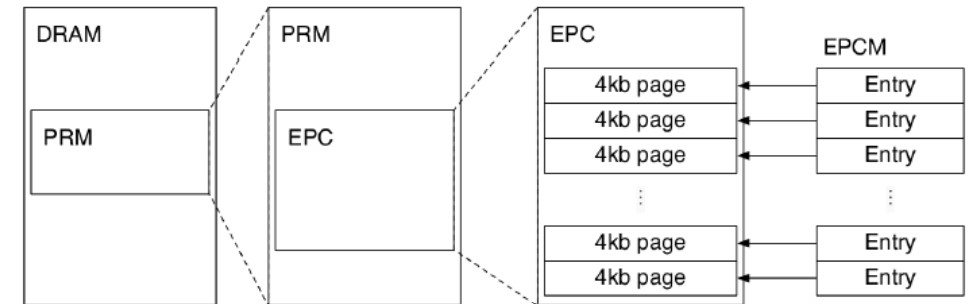 DRAM
PRM
PRM
EPC
EPC
4kb page
4kb page
4kb page
4kb page
4kb page
EPCM
Entry
Entry
Entry
Entry
Entry